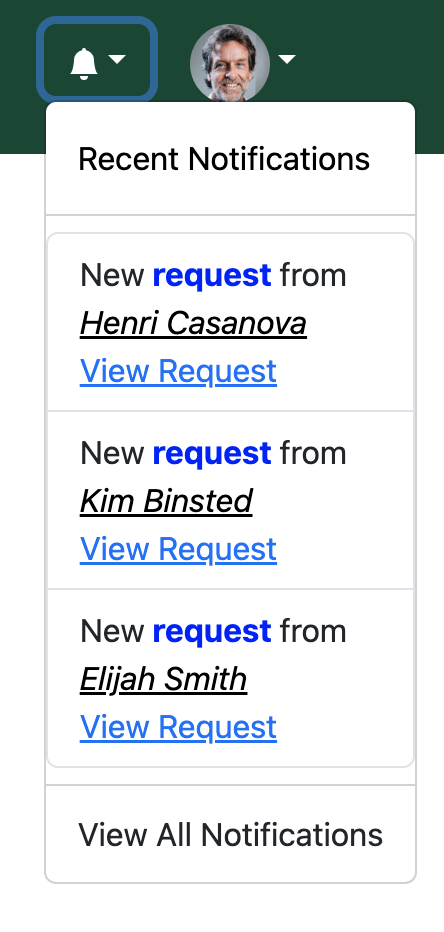 Recent Notifications
New request from
Henri Casanova
View Request
New request from
Kim Binsted
View Request
New request from
Elijah Smith
View Request
View All Notifications